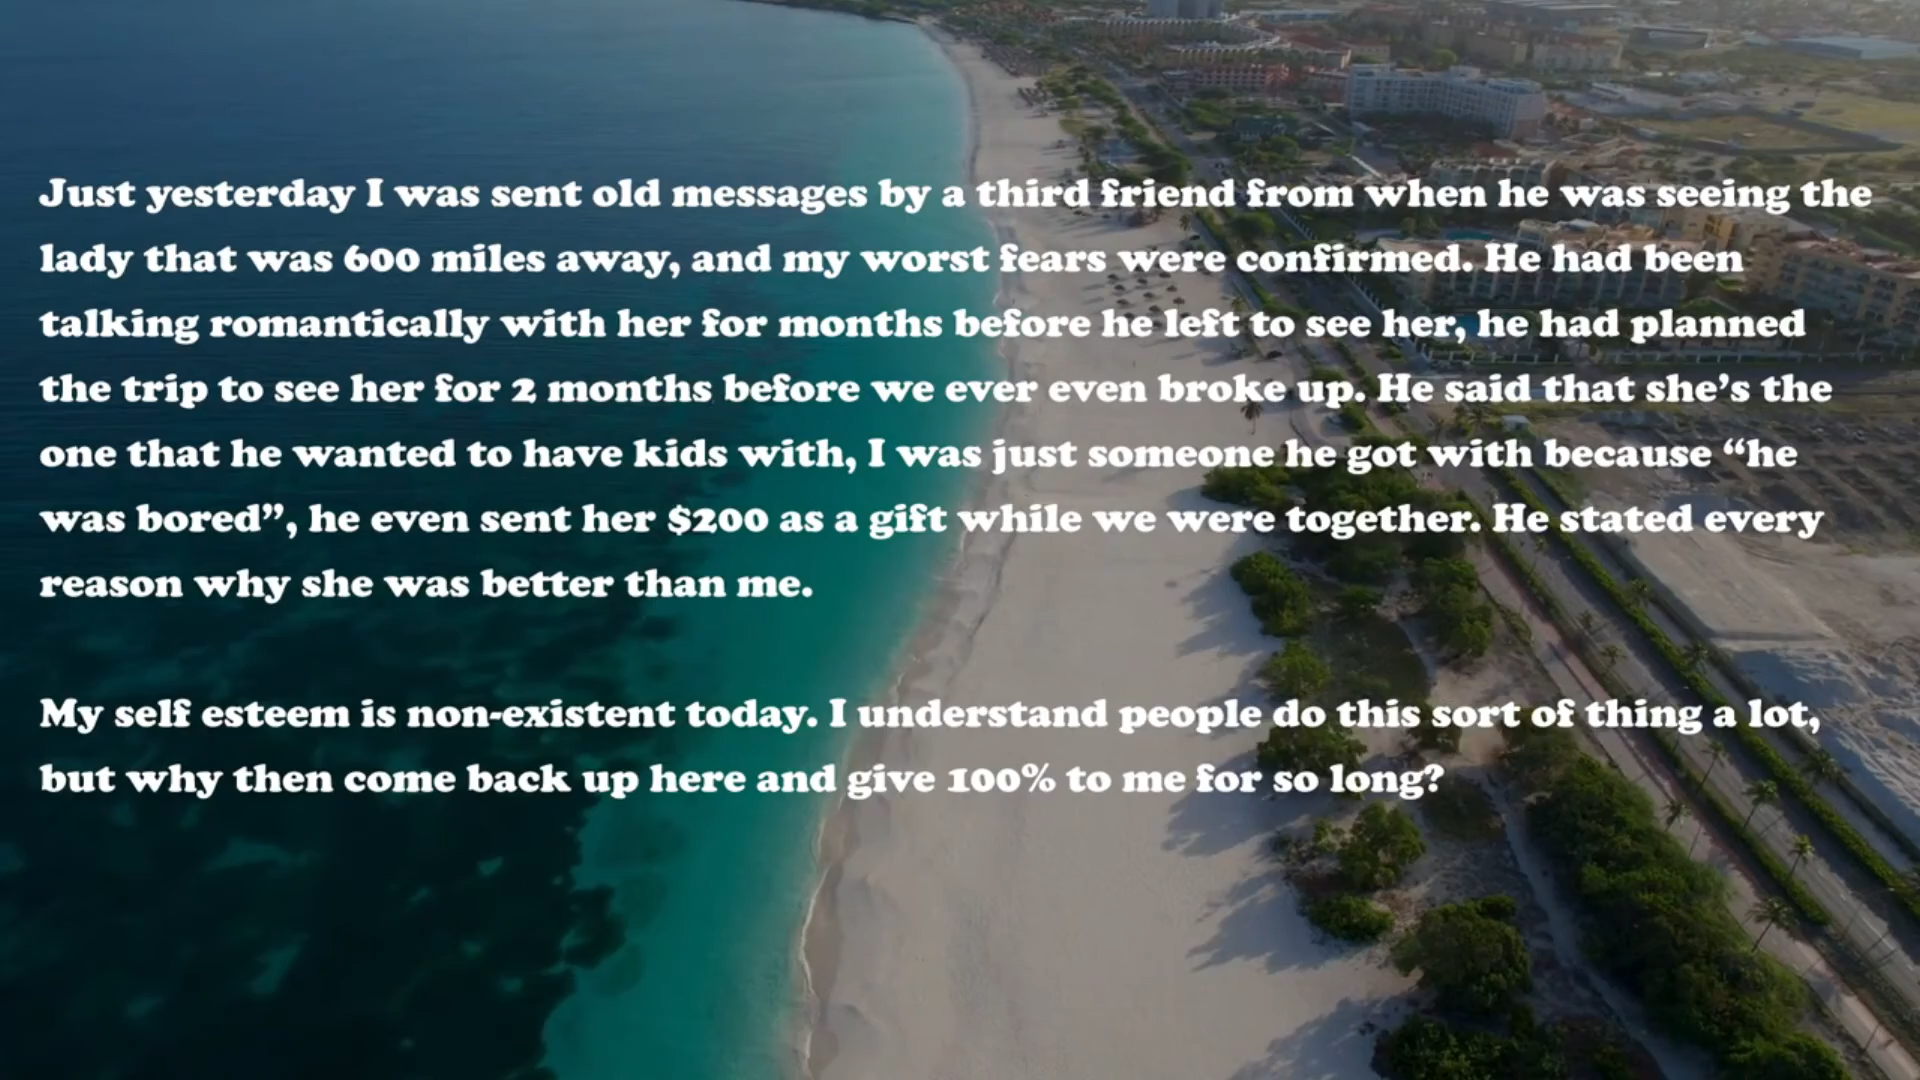 Just yesterday I was sent old messages by a third friend from when he was seeing the
lady that was 600 miles away, and my worst fears were confirmed. He had been
talking romantically with her for months before he left to see her, he had planned
the trip to see her for 2 months before we ever even broke up. He said that she’s the
one that he wanted to have kids with, I was just someone he got with because “he
was bored”, he even sent her $200 as a gift while we were together. He stated every
reason why she was better than me.
My self esteem is non-existent today. I understand people do this sort of thing a lot,
but why then come back up here and give 100% to me for so long?